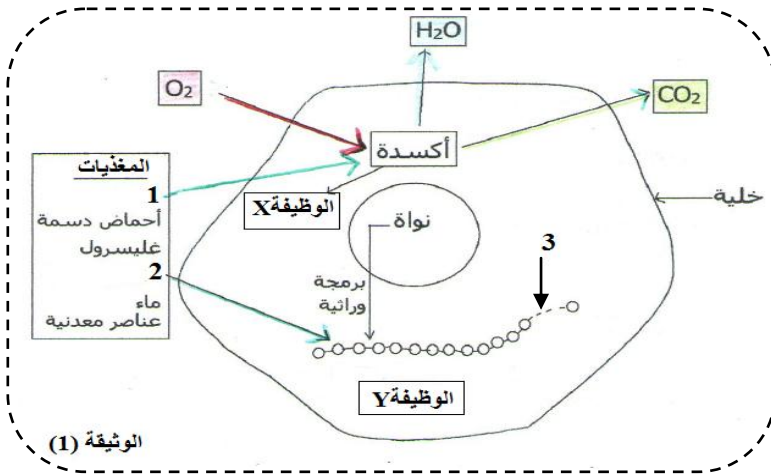 H₂O
O₂
CO₂
أكسدة
المغذيات
1
أحماض دسمة
غليسرول
2
ماء
عناصر معدنية
الوظيفةX
نواة
خلية
3
برمجة
وراثية
الوظيفةY
الوثيقة (1)